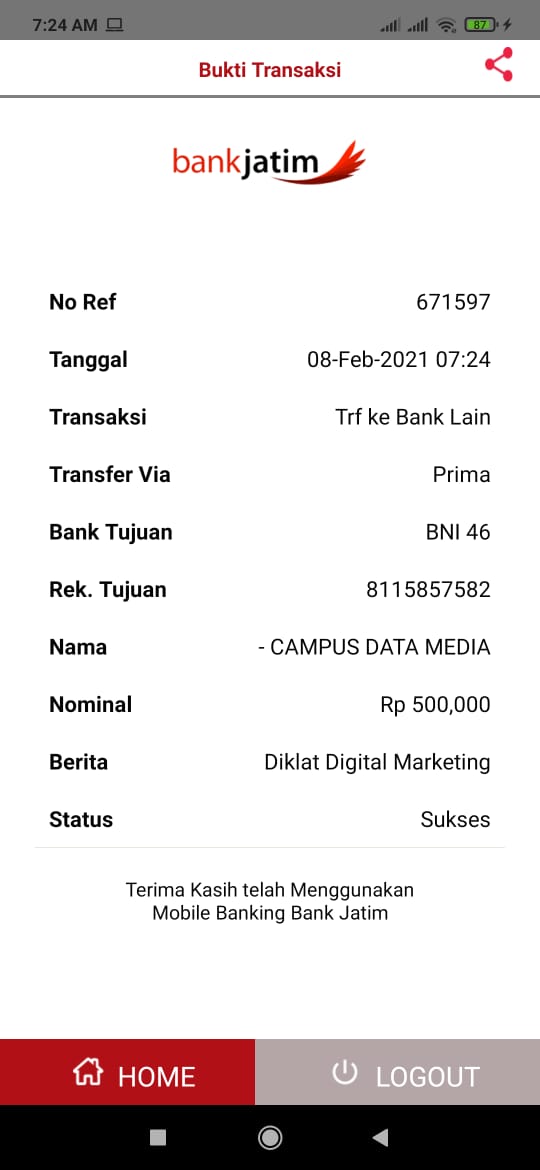 7:24 AM
87
Bukti Transaksi
bankjatim
No Ref 671597
Tanggal 08-Feb-2021 07:24
Transaksi Trf ke Bank Lain
Transfer Via Prima
Bank Tujuan BNI 46
Rek. Tujuan 8115857582
Nama - CAMPUS DATA MEDIA
Nominal Rp 500,000
Berita Diklat Digital Marketing
Status Sukses
Terima Kasih telah Menggunakan
Mobile Banking Bank Jatim
HOME LOGOUT